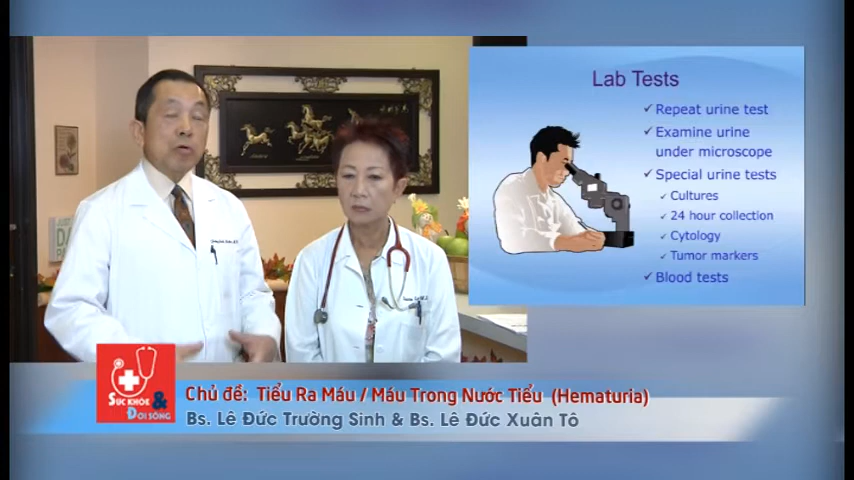 Lab Tests
✓ Repeat urine test
✓ Examine urine
under microscope
✓ Special urine tests
✓ Cultures
✓ 24 hour collection
✓ Cytology
✓ Tumor markers
✓ Blood tests
SỨC KHỎE
& ĐỜI SỐNG
Chủ đề: Tiểu Ra Máu / Máu Trong Nước Tiểu (Hematuria)
Bs. Lê Đức Trường Sinh & Bs. Lê Đức Xuân Tô